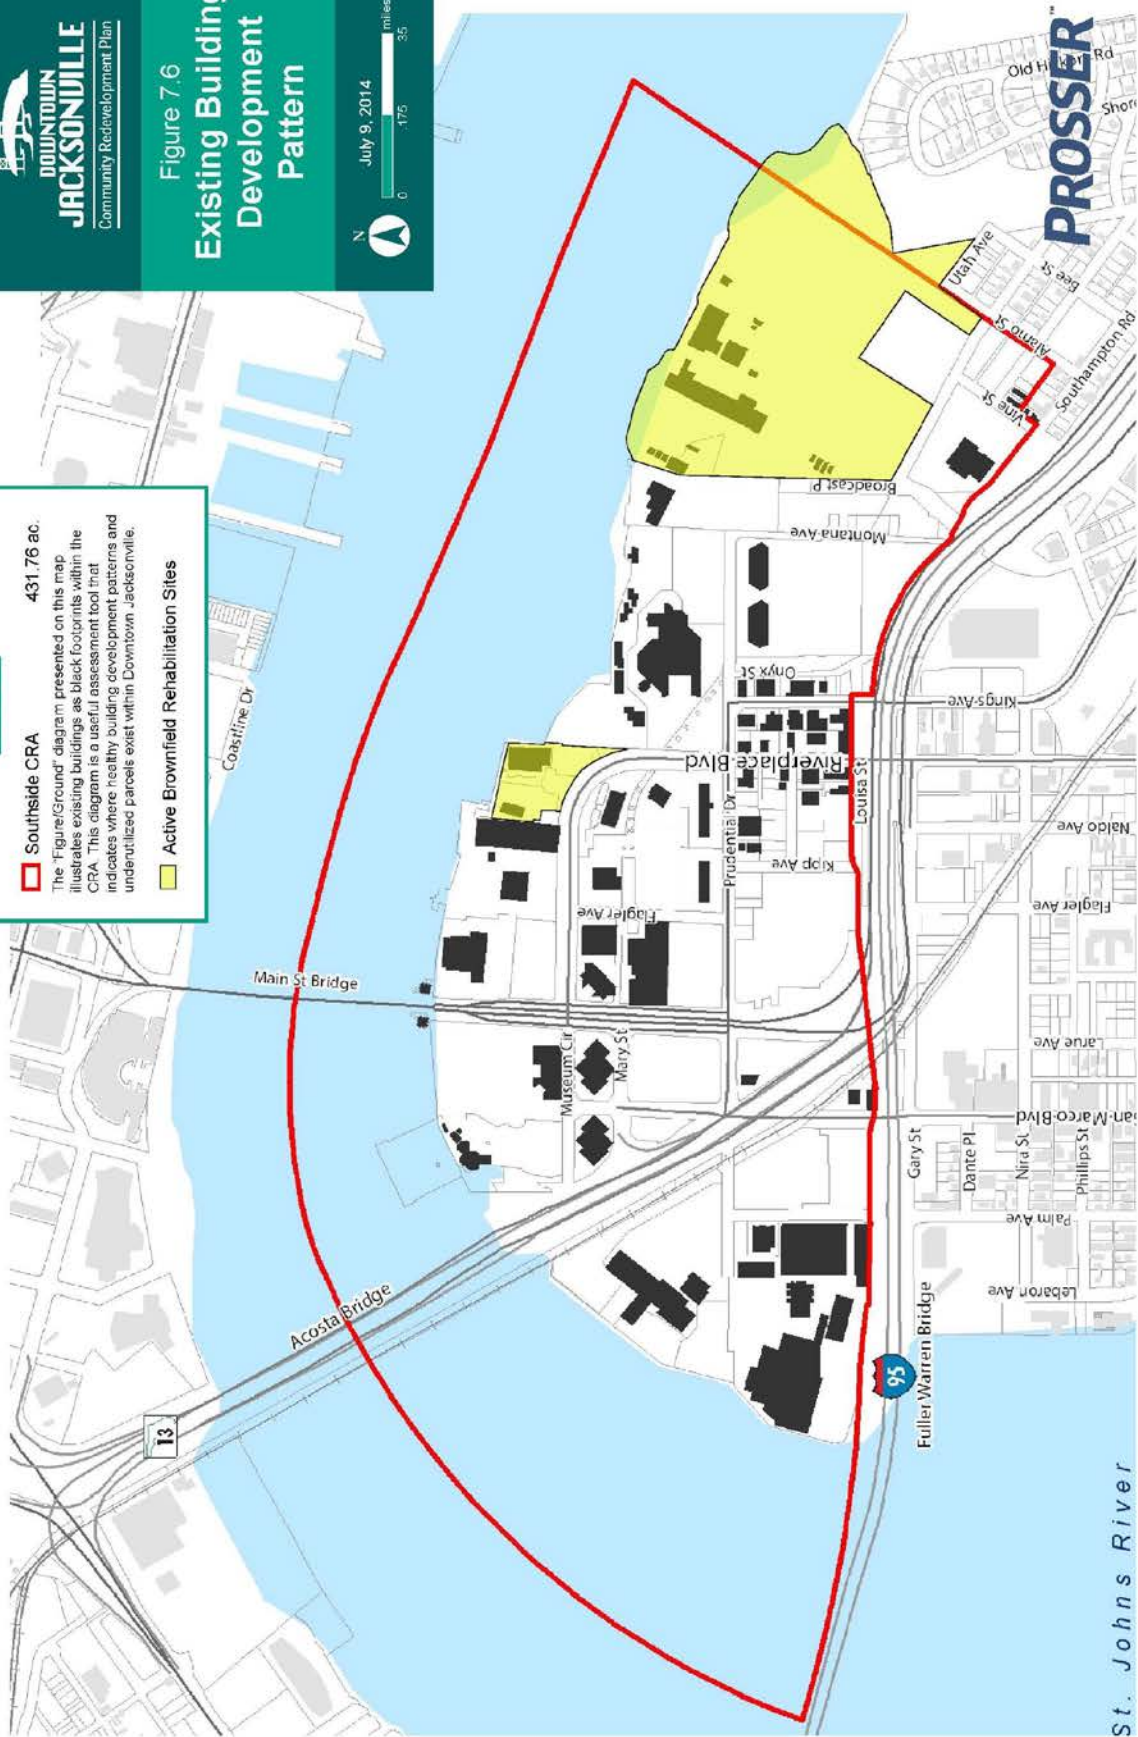 DOWNTOWN
JACKSONVILLE
Community Redevelopment Plan
Figure 7.6
Existing Building
Development
Pattern
July 9, 2014
N
0 .175 .35
miles
Southside CRA 431.76 ac.
The "Figure/Ground" diagram presented on this map
illustrates existing buildings as black footprints within the
CRA. This diagram is a useful assessment tool that
indicates where healthy building development patterns and
underutilized parcels exist within Downtown Jacksonville.
Active Brownfield Rehabilitation Sites
Coastline Dr
Main St Bridge
Acosta Bridge
13
Museum Cir
Mary St
Flagler Ave
Prudential Dr
Riverplace Blvd
Kipp Ave
Onyx St
Louisa St
Montana Ave
Broadcast P
Vine St
Alamo St
Utah Ave
Bee St
Southampton Rd
Old Hickory Rd
Shor
Kings Ave
Naldo Ave
Flagler Ave
Larue Ave
an Marco Blvd
Gary St
Dante Pl
Nira St
Phillips St
Palm Ave
Lebaron Ave
95
Fuller Warren Bridge
St. Johns River
PROSSER™